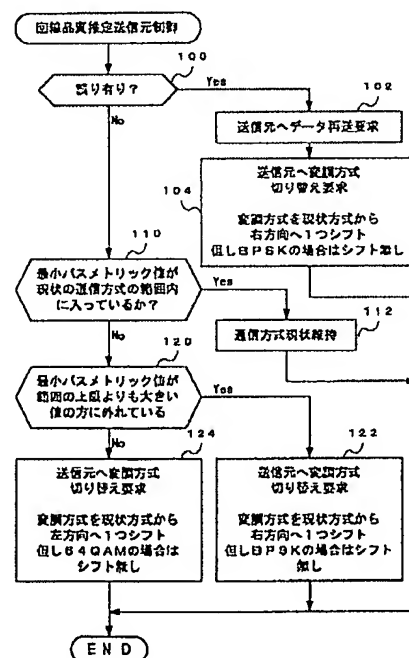 回線品質推定送信元制御
100
誤り有り？
Yes
No
102
送信元へデータ再送要求
104
送信元へ変調方式
切り替え要求
変調方式を現状方式から
右方向へ1つシフト
但しBPSKの場合はシフト無し
110
最小パスメトリック値が
現状の通信方式の範囲内
に入っているか？
Yes
No
112
通信方式現状維持
120
最小パスメトリック値が
範囲の上限よりも大きい
値の方に外れている
Yes
No
124
送信元へ変調方式
切り替え要求
変調方式を現状方式から
左方向へ1つシフト
但し64QAMの場合は
シフト無し
122
送信元へ変調方式
切り替え要求
変調方式を現状方式から
右方向へ1つシフト
但しBPSKの場合はシフト
無し
END